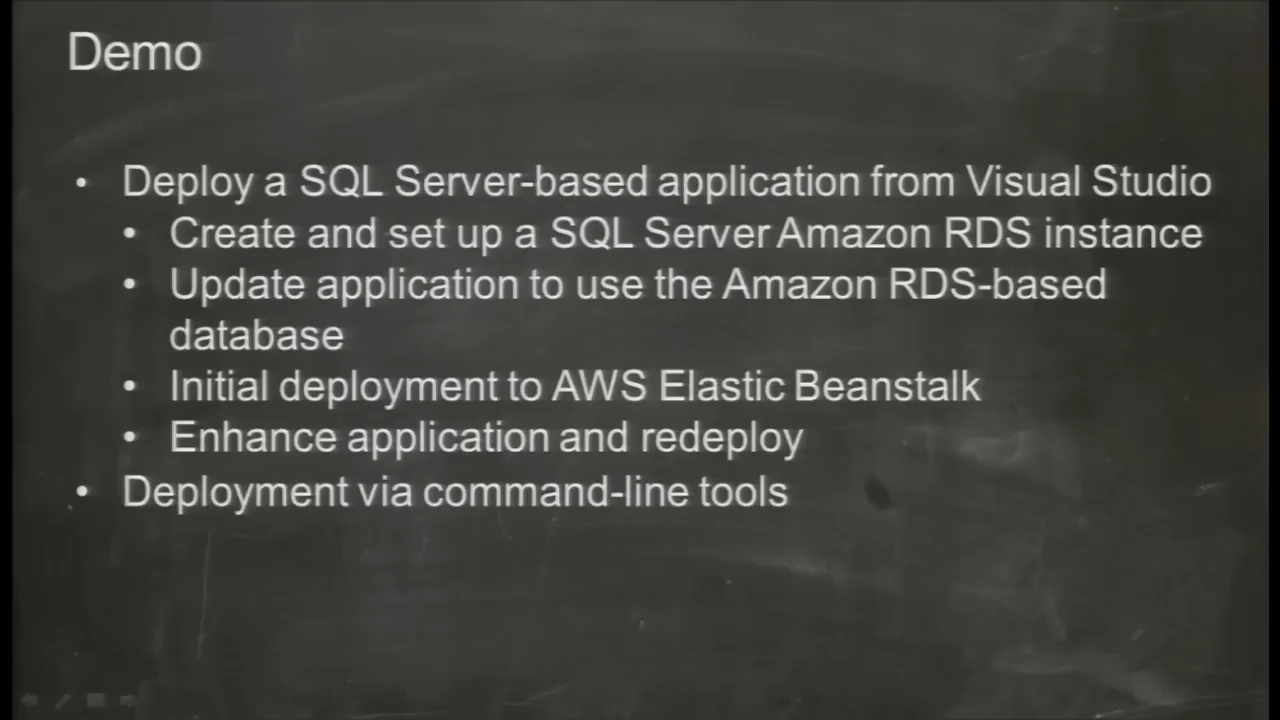 Demo
• Deploy a SQL Server-based application from Visual Studio
• Create and set up a SQL Server Amazon RDS instance
• Update application to use the Amazon RDS-based
database
• Initial deployment to AWS Elastic Beanstalk
• Enhance application and redeploy
• Deployment via command-line tools